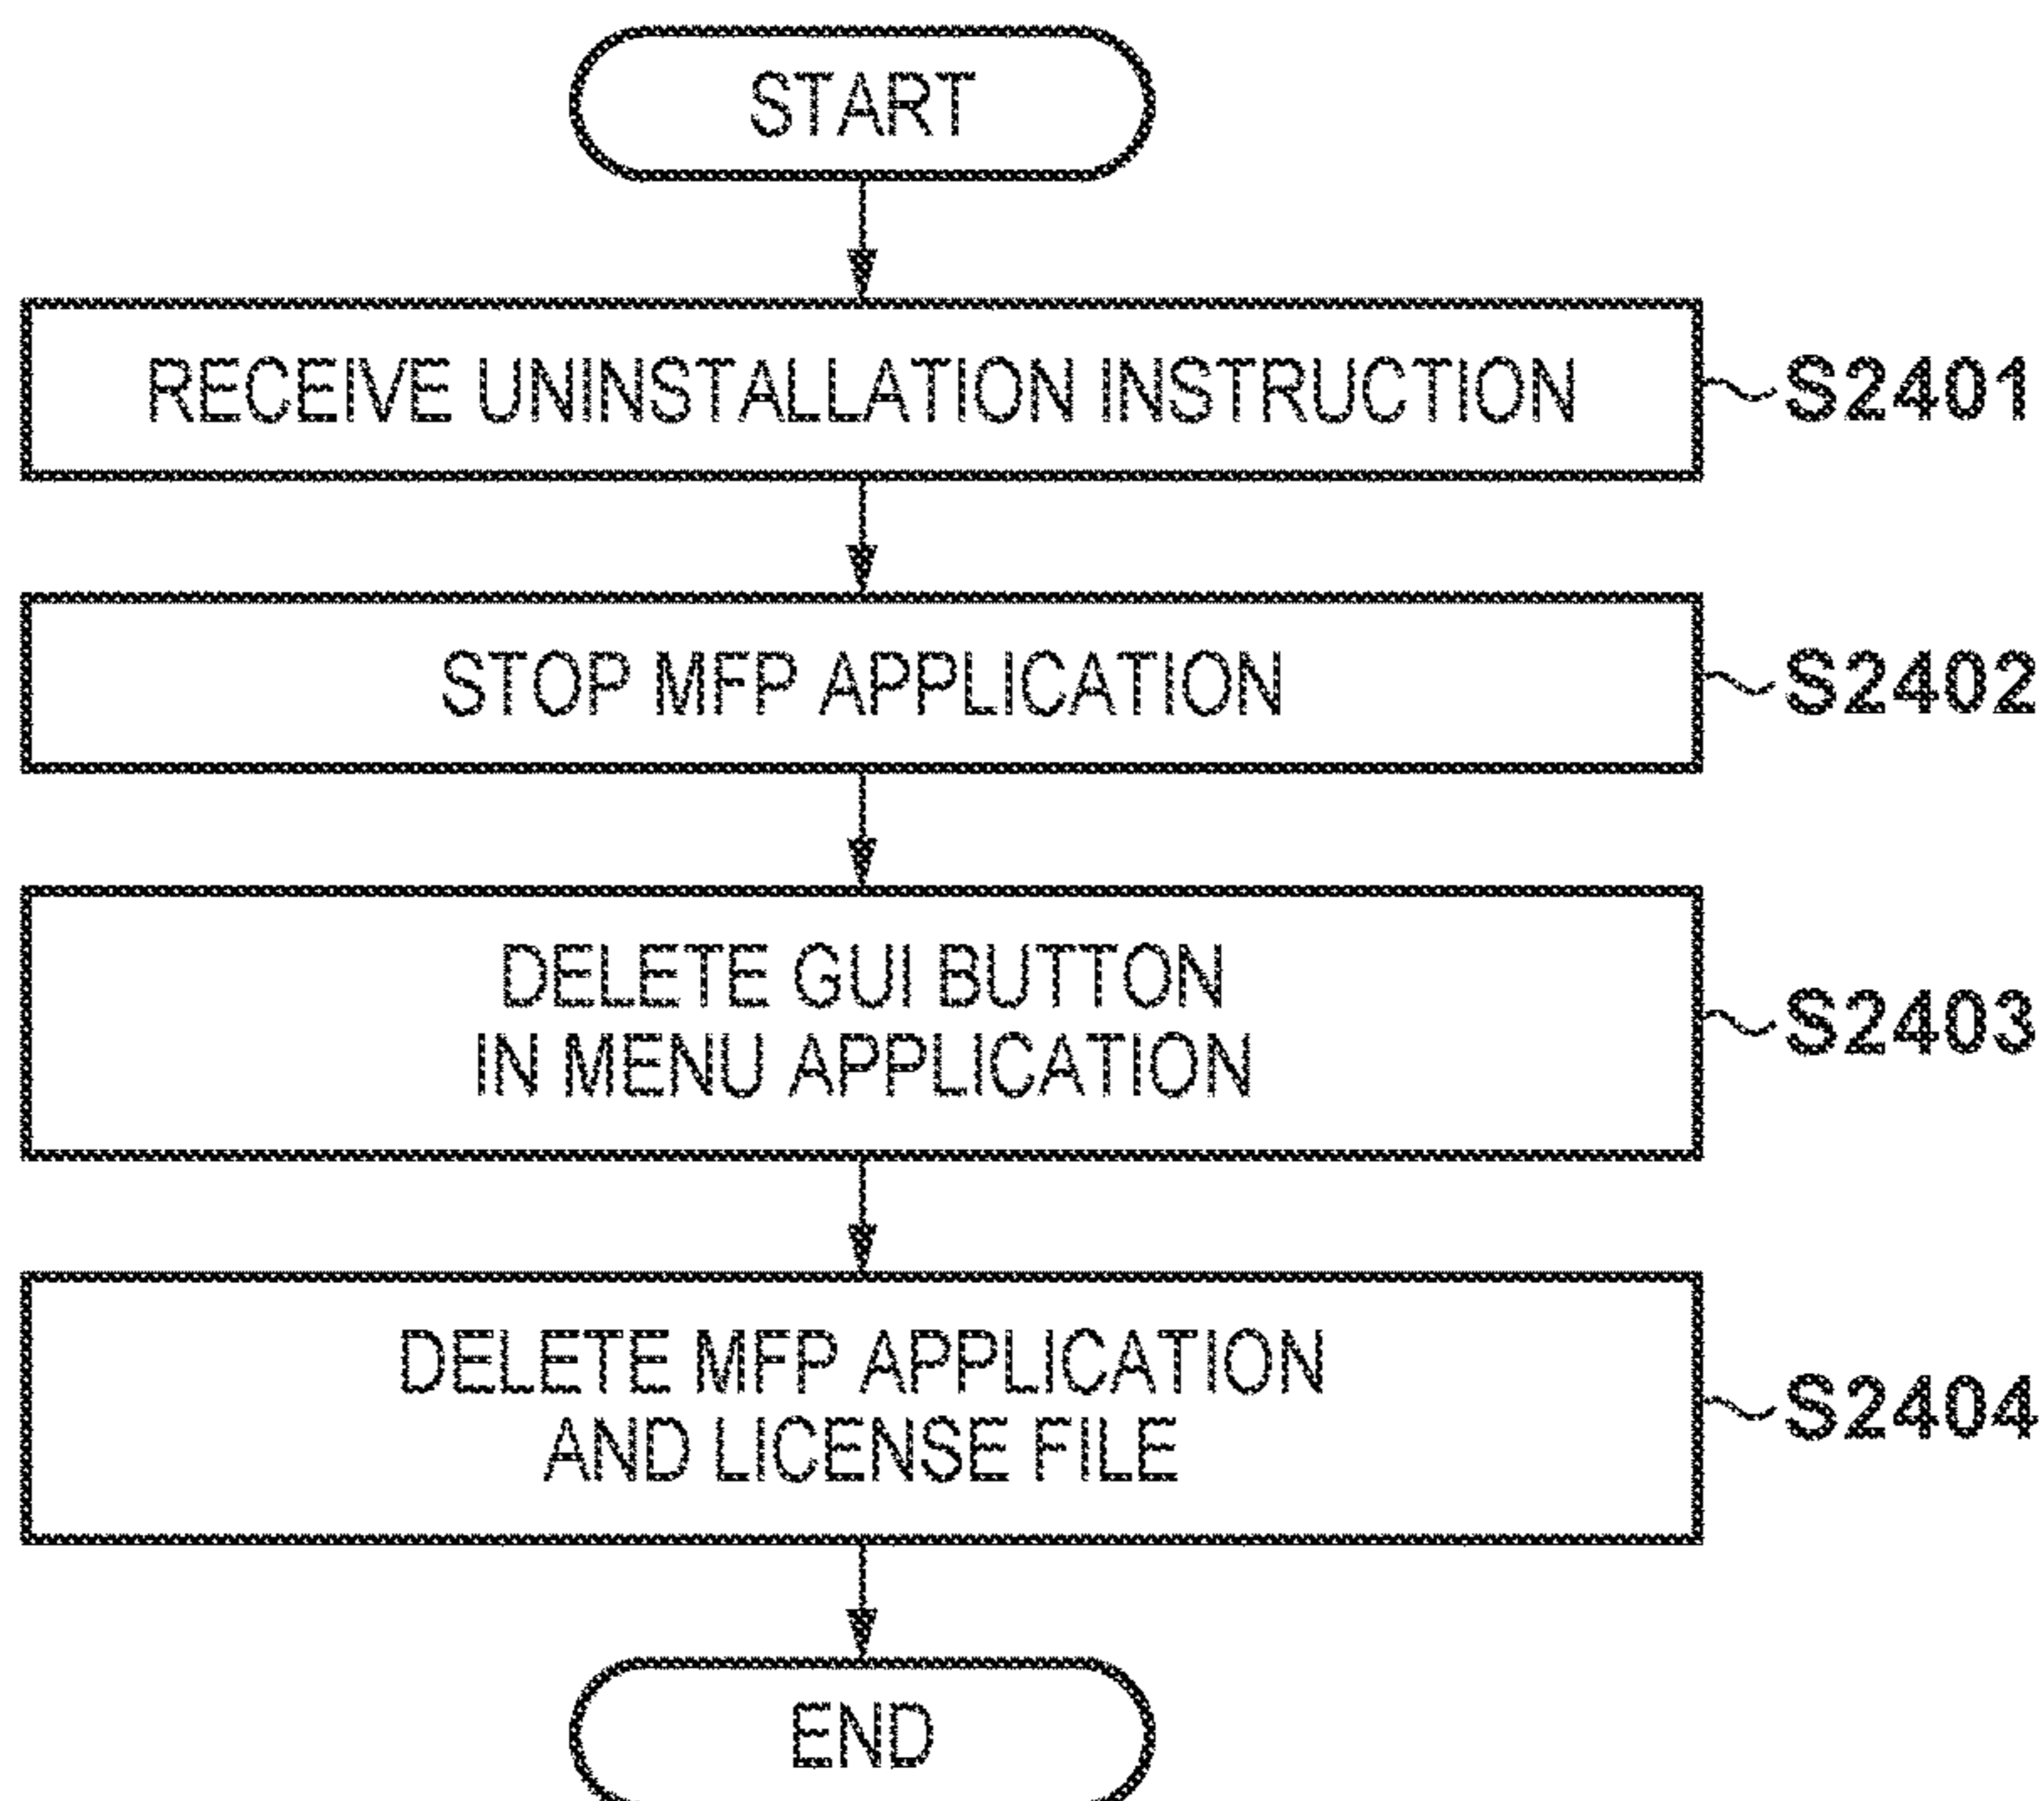 START
RECEIVE UNINSTALLATION INSTRUCTION
S2401
STOP MFP APPLICATION
S2402
DELETE GUI BUTTON
IN MENU APPLICATION
S2403
DELETE MFP APPLICATION
AND LICENSE FILE
S2404
END